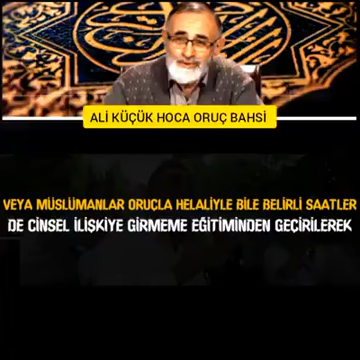 ALİ KÜÇÜK HOCA ORUÇ BAHSİ
VEYA MÜSLÜMANLAR ORUÇLA HELALİYLE BİLE BELİRLİ SAATLER
DE CİNSEL İLİŞKİYE GİRMEME EĞİTİMİNDEN GEÇİRİLEREK